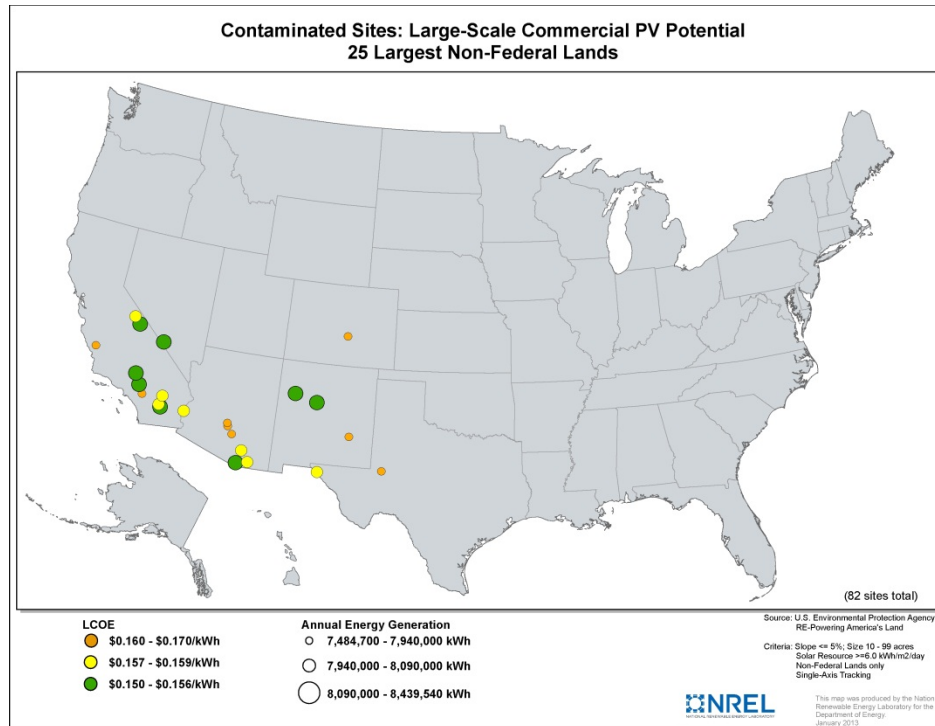 Contaminated Sites: Large-Scale Commercial PV Potential
25 Largest Non-Federal Lands
(82 sites total)
LCOE
$0.160 - $0.170/kWh
$0.157 - $0.159/kWh
$0.150 - $0.156/kWh
Annual Energy Generation
7,484,700 - 7,940,000 kWh
7,940,000 - 8,090,000 kWh
8,090,000 - 8,439,540 kWh
Source: U.S. Environmental Protection Agency
RE-Powering America's Land
Criteria: Slope <= 5%; Size 10 - 99 acres
Solar Resource >=6.0 kWh/m2/day
Non-Federal Lands only
Single-Axis Tracking
NREL
NATIONAL RENEWABLE ENERGY LABORATORY
This map was produced by the Nation
Renewable Energy Laboratory for the
Department of Energy.
January 2013